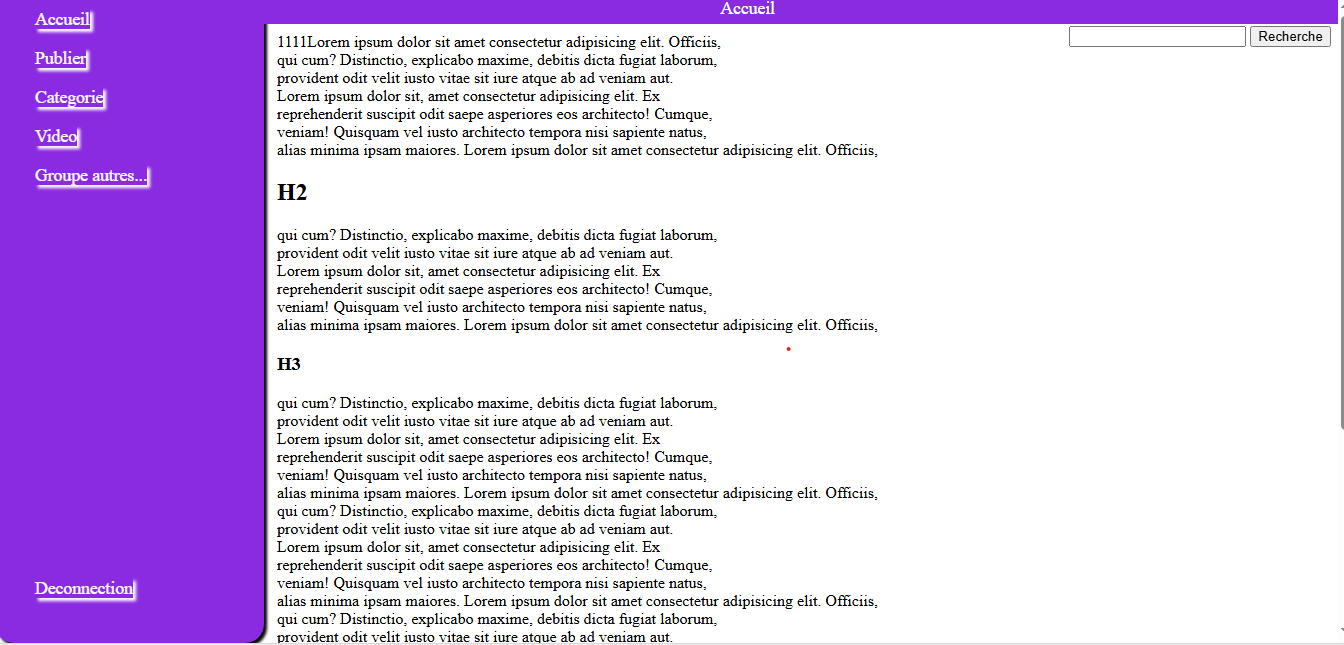 Accueil
Publier
Categorie
Video
Groupe autres...
Deconnection
Accueil
Recherche
1111Lorem ipsum dolor sit amet consectetur adipisicing elit. Officiis,
qui cum? Distinctio, explicabo maxime, debitis dicta fugiat laborum,
provident odit velit iusto vitae sit iure atque ab ad veniam aut.
Lorem ipsum dolor sit, amet consectetur adipisicing elit. Ex
reprehenderit suscipit odit saepe asperiores eos architecto! Cumque,
veniam! Quisquam vel iusto architecto tempora nisi sapiente natus,
alias minima ipsam maiores. Lorem ipsum dolor sit amet consectetur adipisicing elit. Officiis,
H2
qui cum? Distinctio, explicabo maxime, debitis dicta fugiat laborum,
provident odit velit iusto vitae sit iure atque ab ad veniam aut.
Lorem ipsum dolor sit, amet consectetur adipisicing elit. Ex
reprehenderit suscipit odit saepe asperiores eos architecto! Cumque,
veniam! Quisquam vel iusto architecto tempora nisi sapiente natus,
alias minima ipsam maiores. Lorem ipsum dolor sit amet consectetur adipisicing elit. Officiis,
H3
qui cum? Distinctio, explicabo maxime, debitis dicta fugiat laborum,
provident odit velit iusto vitae sit iure atque ab ad veniam aut.
Lorem ipsum dolor sit, amet consectetur adipisicing elit. Ex
reprehenderit suscipit odit saepe asperiores eos architecto! Cumque,
veniam! Quisquam vel iusto architecto tempora nisi sapiente natus,
alias minima ipsam maiores. Lorem ipsum dolor sit amet consectetur adipisicing elit. Officiis,
qui cum? Distinctio, explicabo maxime, debitis dicta fugiat laborum,
provident odit velit iusto vitae sit iure atque ab ad veniam aut.
Lorem ipsum dolor sit, amet consectetur adipisicing elit. Ex
reprehenderit suscipit odit saepe asperiores eos architecto! Cumque,
veniam! Quisquam vel iusto architecto tempora nisi sapiente natus,
alias minima ipsam maiores. Lorem ipsum dolor sit amet consectetur adipisicing elit. Officiis,
qui cum? Distinctio, explicabo maxime, debitis dicta fugiat laborum,
provident odit velit iusto vitae sit iure atque ab ad veniam aut.